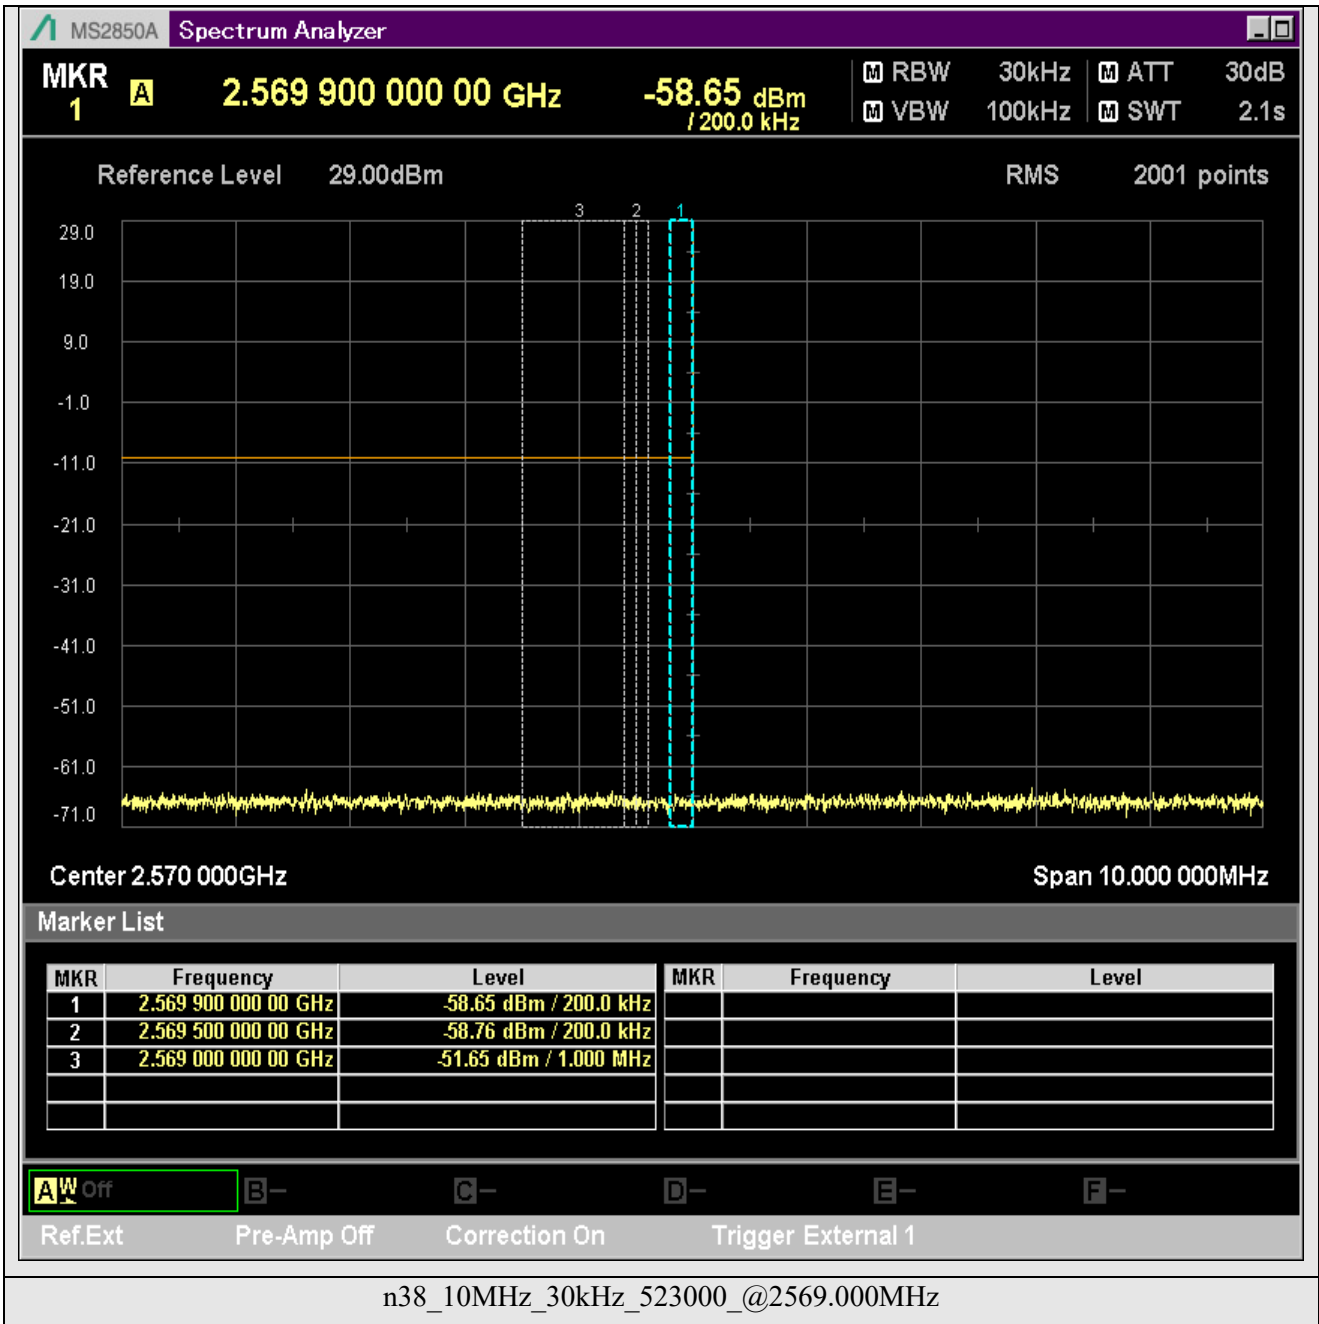 MS2850A Spectrum Analyzer
MKR 1 A 2.569 900 000 00 GHz -58.65 dBm / 200.0 kHz
M RBW 30kHz M ATT 30dB
M VBW 100kHz M SWT 2.1s
Reference Level 29.00dBm RMS 2001 points
3 2 1
29.0
19.0
9.0
-1.0
-11.0
-21.0
-31.0
-41.0
-51.0
-61.0
-71.0
Center 2.570 000GHz Span 10.000 000MHz
Marker List
MKR Frequency Level MKR Frequency Level
1 2.569 900 000 00 GHz -58.65 dBm / 200.0 kHz
2 2.569 500 000 00 GHz -58.76 dBm / 200.0 kHz
3 2.569 000 000 00 GHz -51.65 dBm / 1.000 MHz
A W Off B- C- D- E- F-
Ref.Ext Pre-Amp Off Correction On Trigger External 1
n38_10MHz_30kHz_523000_@2569.000MHz